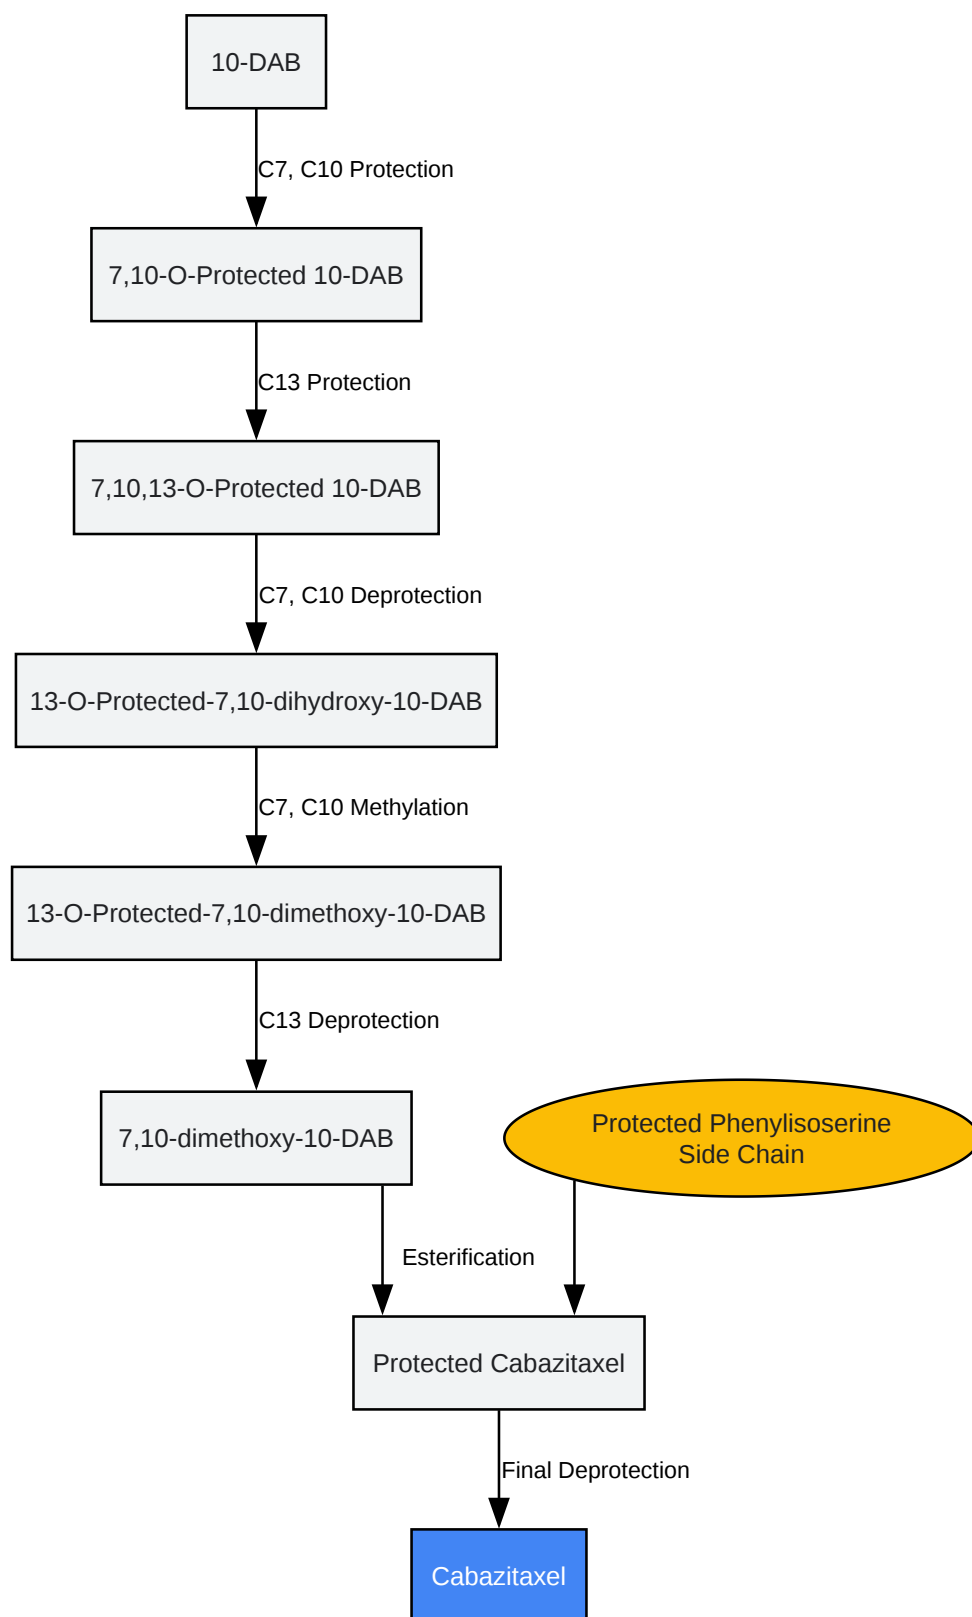 10-DAB
C7, C10 Protection
7,10-O-Protected 10-DAB
C13 Protection
7,10,13-O-Protected 10-DAB
C7, C10 Deprotection
13-O-Protected-7,10-dihydroxy-10-DAB
C7, C10 Methylation
13-O-Protected-7,10-dimethoxy-10-DAB
C13 Deprotection
7,10-dimethoxy-10-DAB
Protected Phenylisoserine
Side Chain
Esterification
Protected Cabazitaxel
Final Deprotection
Cabazitaxel